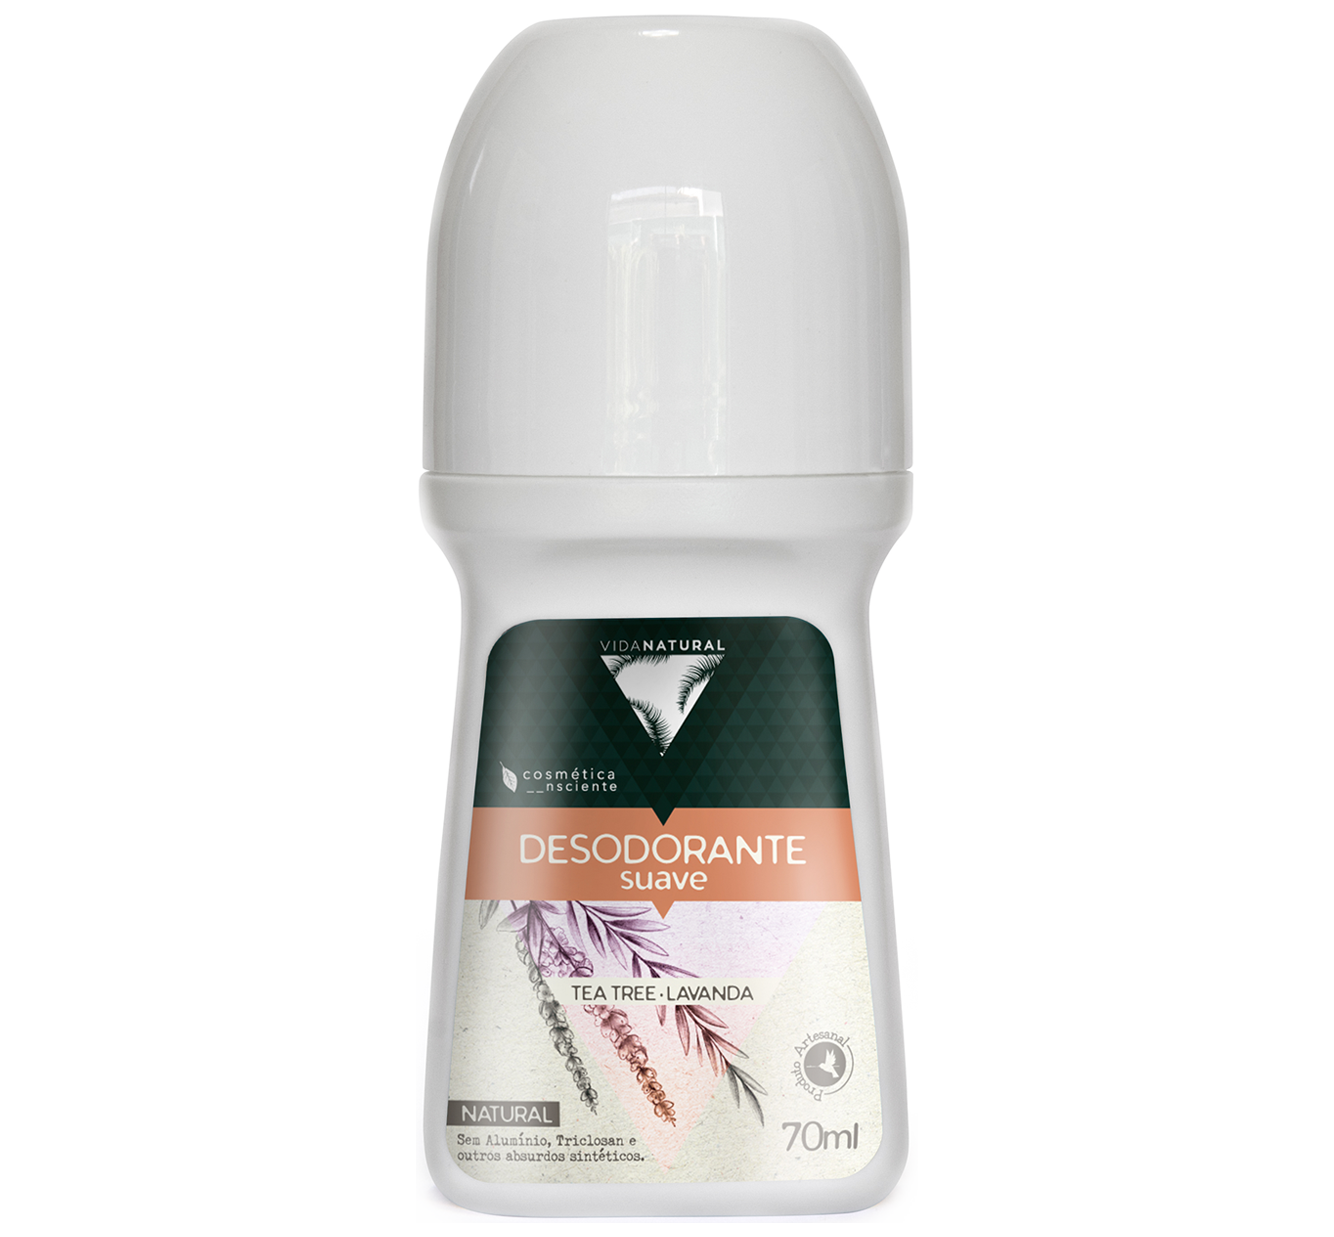 VIDANATURAL
cosmética
__nsciente
DESODORANTE
suave
TEA TREE · LAVANDA
Produto Artesanal
NATURAL
Sem Alumínio, Triclosan e
outros absurdos sintéticos.
70ml